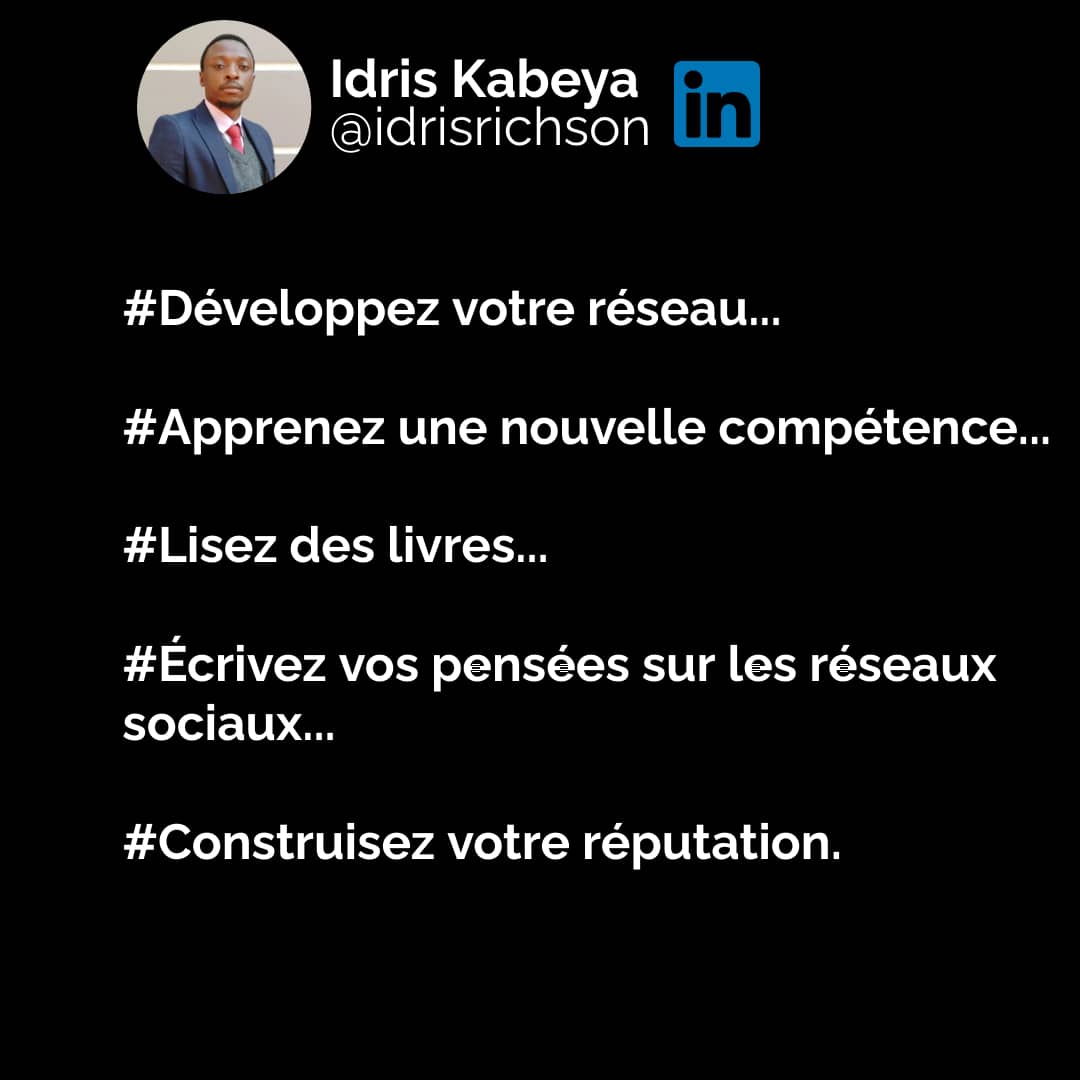 Idris Kabeya
@idrisrichson
in
#Développez votre réseau...
#Apprenez une nouvelle compétence...
#Lisez des livres...
#Écrivez vos pensées sur les réseaux
sociaux...
#Construisez votre réputation.